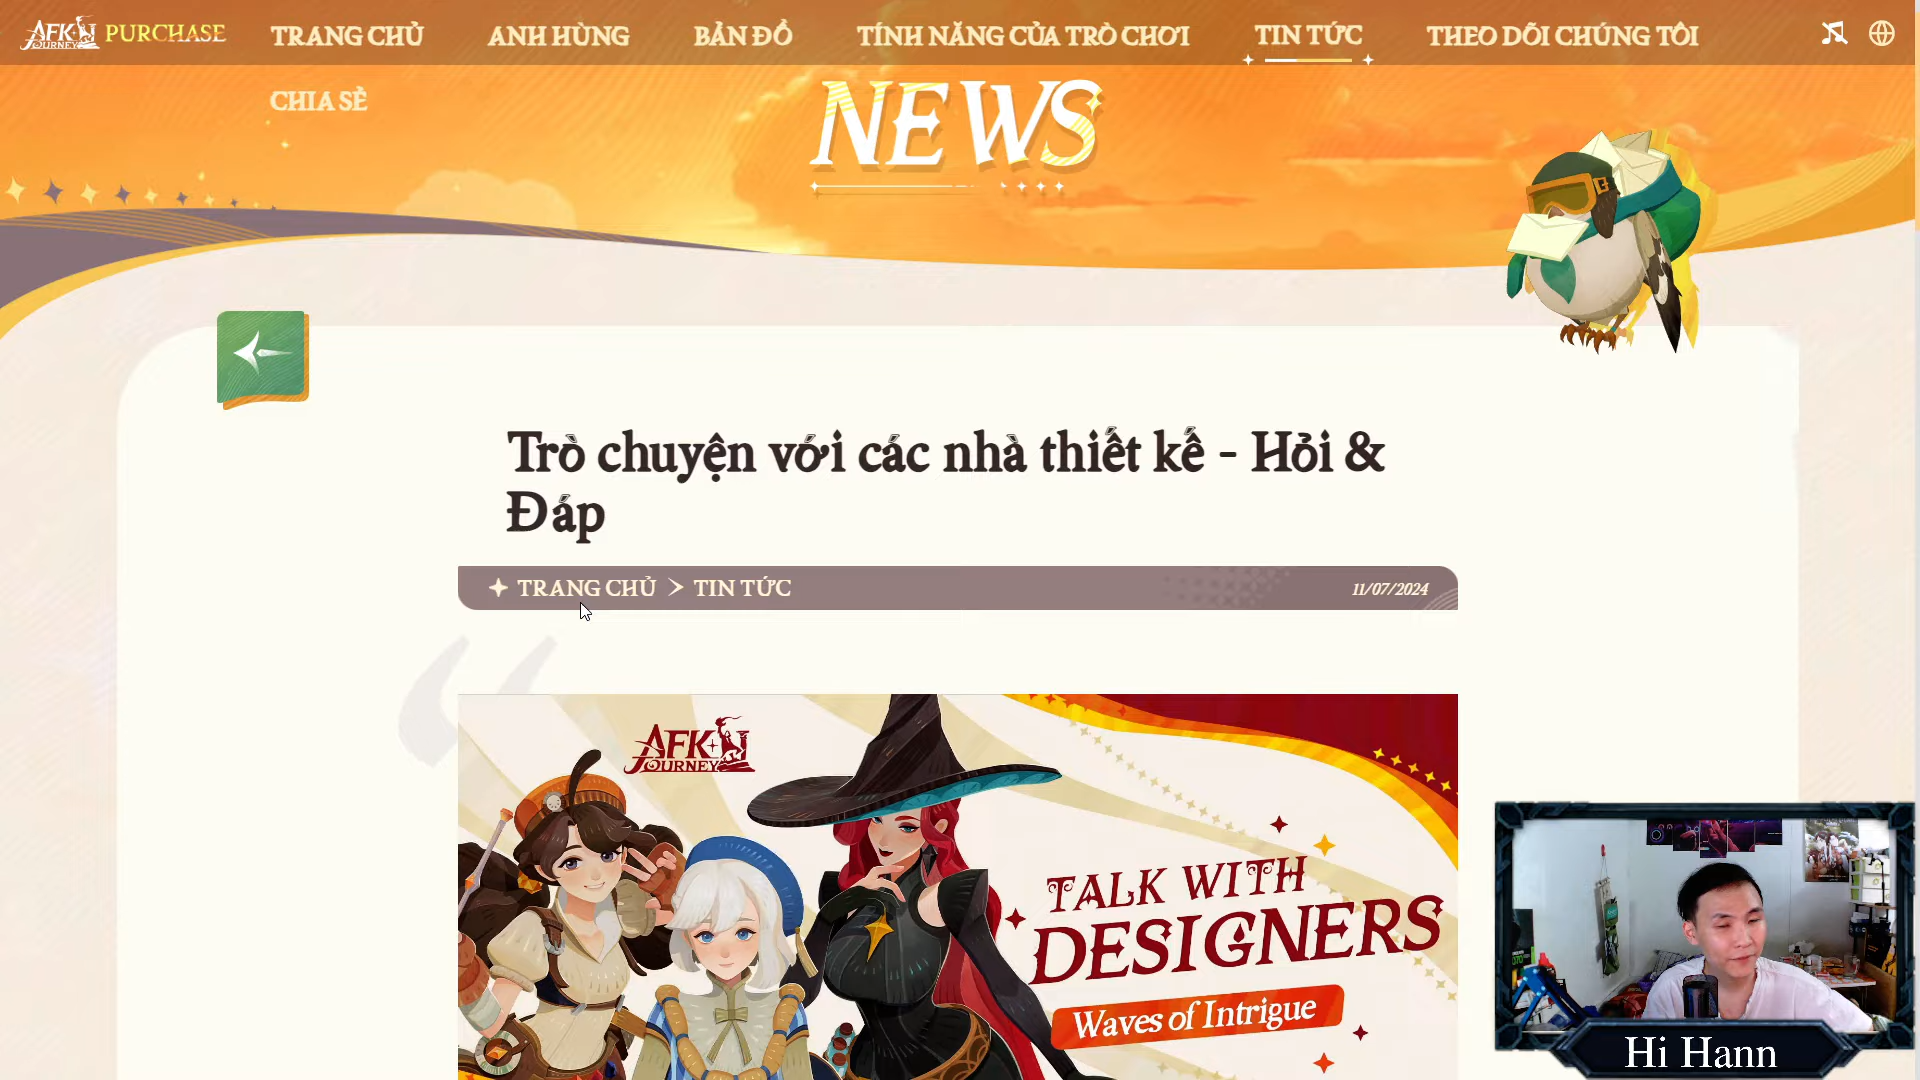 AFK JOURNEY
PURCHASE
TRANG CHỦ
ANH HÙNG
BẢN ĐỒ
TÍNH NĂNG CỦA TRÒ CHƠI
TIN TỨC
THEO DÕI CHÚNG TÔI
CHIA SẺ
NEWS
Trò chuyện với các nhà thiết kế - Hỏi &
Đáp
TRANG CHỦ > TIN TỨC
11/07/2024
AFK JOURNEY
TALK WITH
DESIGNERS
Waves of Intrigue
Hi Hann